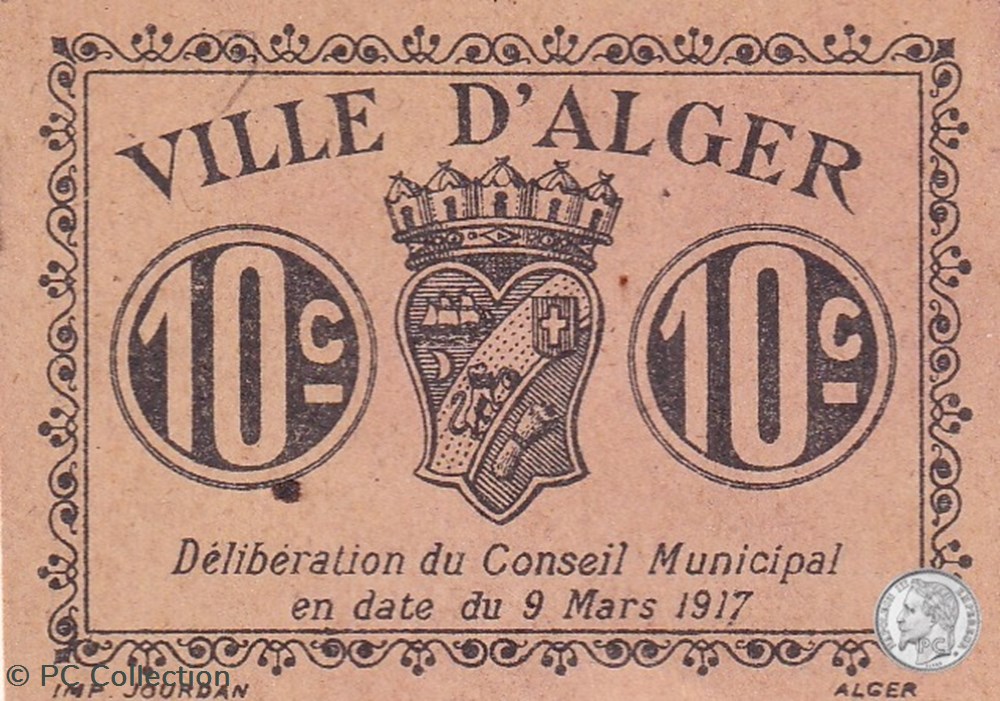 VILLE D'ALGER
10c
10c
Délibération du Conseil Municipal
en date du 9 Mars 1917
© PC Collection
IMP. JOURDAN
ALGER
PC